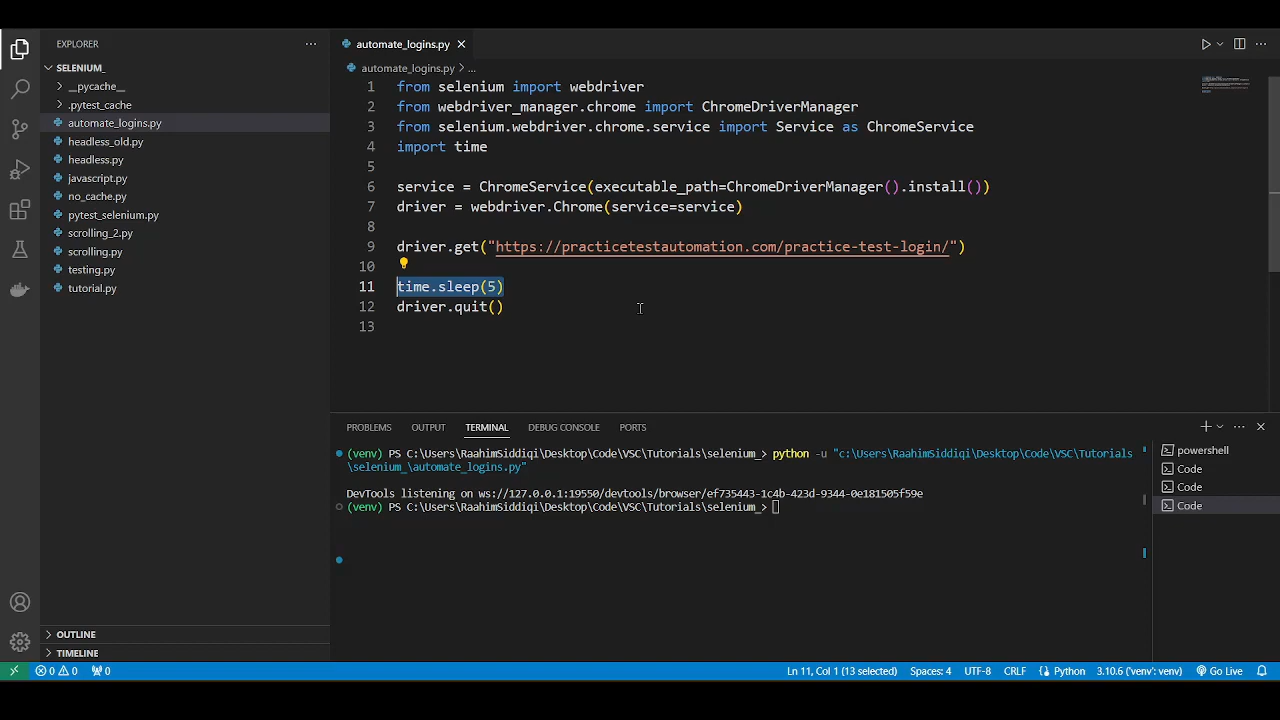 EXPLORER
SELENIUM_
__pycache__
.pytest_cache
automate_logins.py
headless_old.py
headless.py
javascript.py
no_cache.py
pytest_selenium.py
scrolling_2.py
scrolling.py
testing.py
tutorial.py
OUTLINE
TIMELINE
automate_logins.py
automate_logins.py > ...
1 from selenium import webdriver
2 from webdriver_manager.chrome import ChromeDriverManager
3 from selenium.webdriver.chrome.service import Service as ChromeService
4 import time
5
6 service = ChromeService(executable_path=ChromeDriverManager().install())
7 driver = webdriver.Chrome(service=service)
8
9 driver.get("https://practicetestautomation.com/practice-test-login/")
10
11 time.sleep(5)
12 driver.quit()
13
PROBLEMS OUTPUT TERMINAL DEBUG CONSOLE PORTS
(venv) PS C:\Users\RaahimSiddiqi\Desktop\Code\VSC\Tutorials\selenium_> python -u "c:\Users\RaahimSiddiqi\Desktop\Code\VSC\Tutorials
\selenium_\automate_logins.py"
DevTools listening on ws://127.0.0.1:19550/devtools/browser/ef735443-1c4b-423d-9344-0e181505f59e
(venv) PS C:\Users\RaahimSiddiqi\Desktop\Code\VSC\Tutorials\selenium_>
powershell
Code
Code
Code
0 0 0 Ln 11, Col 1 (13 selected) Spaces: 4 UTF-8 CRLF Python 3.10.6 ('venv': venv) Go Live